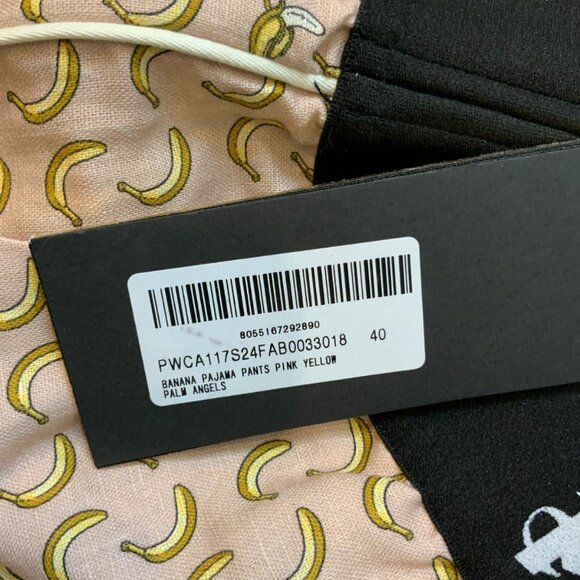 8055167292890
PWCA117S24FAB0033018 40
BANANA PAJAMA PANTS PINK YELLOW
PALM ANGELS